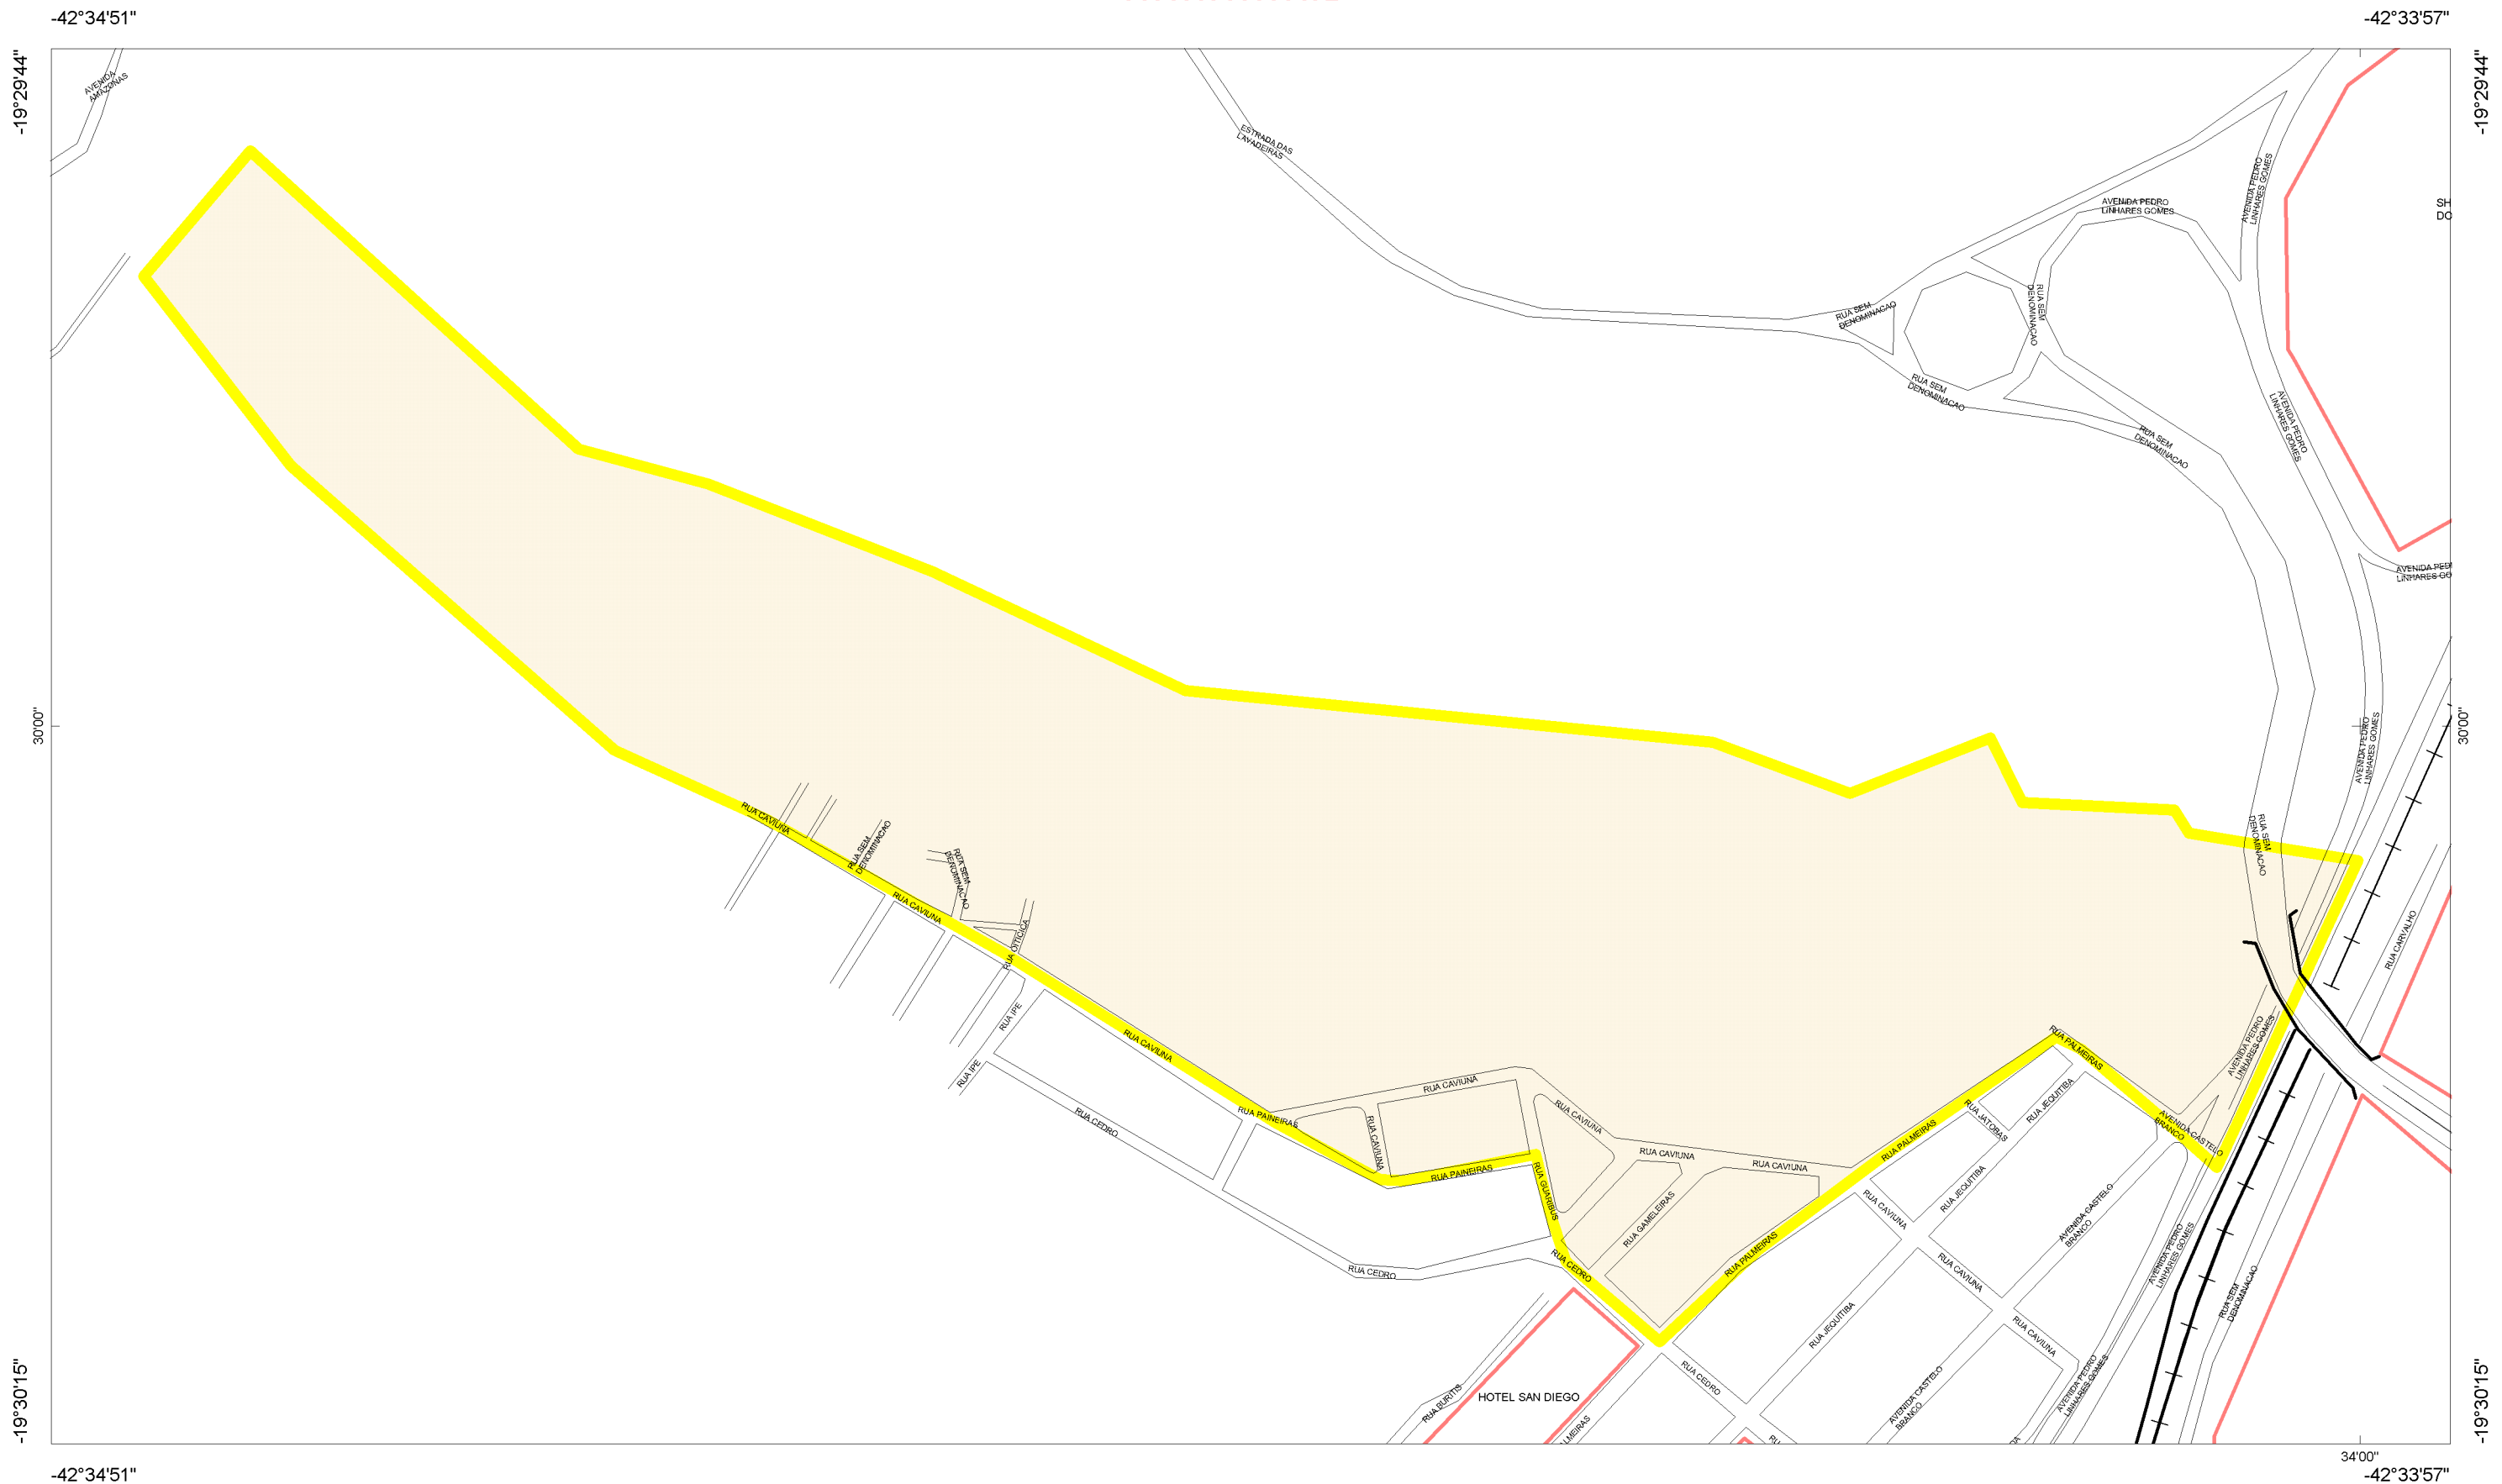 -42°34'51"
-42°33'57"
-19°29'44"
-19°29'44"
AVENIDA
AMAZONAS
ESTRADA DAS
LAVADEIRAS
AVENIDA PEDRO
LINHARES GOMES
AVENIDA PEDRO
LINHARES GOMES
SH
DO
RUA SEM
DENOMINACAO
RUA SEM
DENOMINACAO
RUA SEM
DENOMINACAO
AVENIDA PEDRO
LINHARES GOMES
RUA SEM
DENOMINACAO
AVENIDA PED
LINHARES GO
30'00"
30'00"
AVENIDA PEDRO
LINHARES GOMES
RUA CAVIUNA
RUA SEM
DENOMINACAO
RUA SEM
DENOMINACAO
RUA SEM
DENOMINACAO
RUA CAVIUNA
RUA OITICICA
RUA CARVALHO
RUA IPE
RUA IPE
RUA CAVIUNA
RUA PALMEIRAS
AVENIDA PEDRO
LINHARES GOMES
RUA CAVIUNA
RUA CEDRO
RUA PAINEIRAS
RUA CAVIUNA
RUA CAVIUNA
RUA JATOBAS
RUA JEQUITIBA
AVENIDA CASTELO
BRANCO
RUA PALMEIRAS
RUA CAVIUNA
RUA CAVIUNA
RUA PAINEIRAS
RUA GUARIBUS
RUA GAMELEIRAS
RUA CAVIUNA
RUA JEQUITIBA
AVENIDA CASTELO
BRANCO
RUA CEDRO
RUA CEDRO
RUA PALMEIRAS
RUA CAVIUNA
AVENIDA PEDRO
LINHARES GOMES
RUA SEM
DENOMINACAO
RUA JEQUITIBA
RUA CAVIUNA
HOTEL SAN DIEGO
RUA BURITIS
LMEIRAS
RUA CEDRO
AVENIDA CASTELO
BRANCO
AVENIDA PEDRO
LINHARES GOMES
-19°30'15"
-19°30'15"
34'00"
-42°34'51"
-42°33'57"